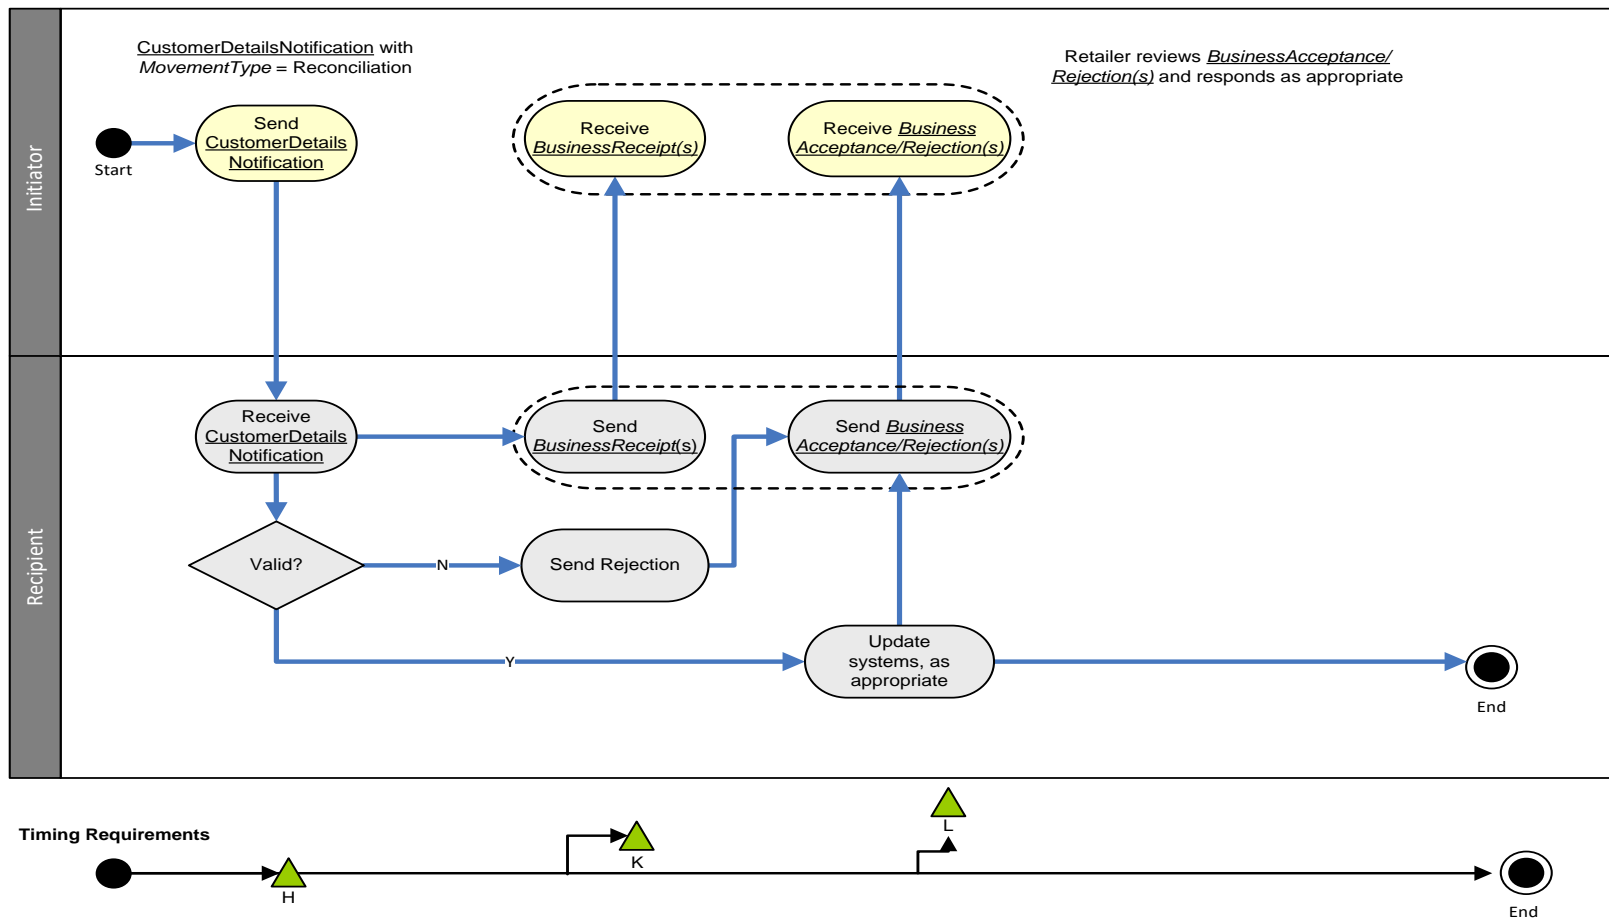 CustomerDetailsNotification with
MovementType = Reconciliation
Retailer reviews BusinessAcceptance/
Rejection(s) and responds as appropriate
Initiator
Start
Send
CustomerDetails
Notification
Receive
BusinessReceipt(s)
Receive Business
Acceptance/Rejection(s)
Recipient
Receive
CustomerDetails
Notification
Send
BusinessReceipt(s)
Send Business
Acceptance/Rejection(s)
Valid?
N
Send Rejection
Y
Update
systems, as
appropriate
End
Timing Requirements
H
K
L
End